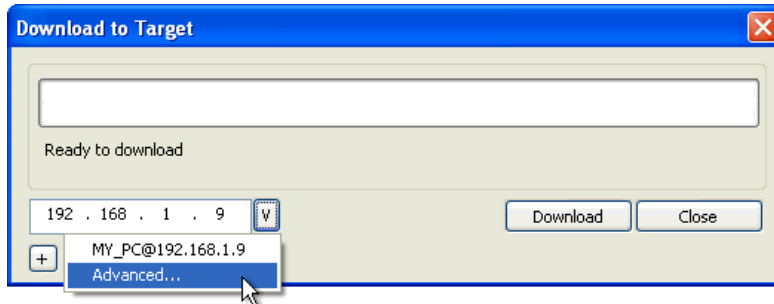 Download to Target
Ready to download
192 . 168 . 1 . 9 V
Download Close
+
MY_PC@192.168.1.9
Advanced...